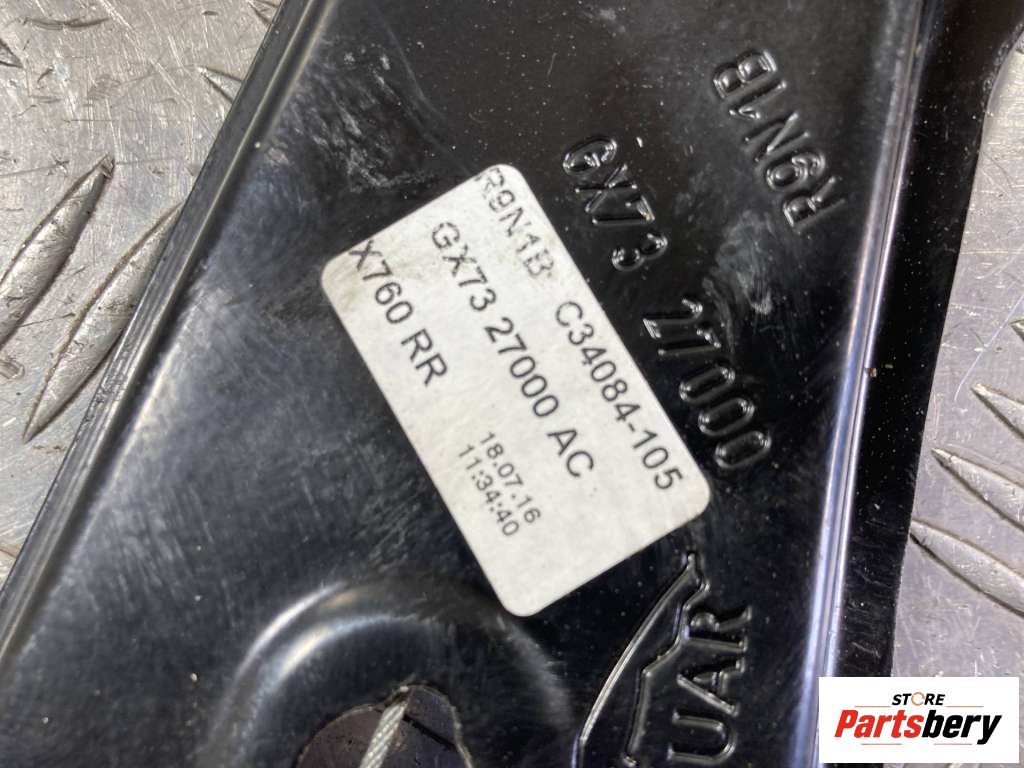 R9N1B
GX73 27000
R9N1B C34084-105
GX73 27000 AC
X760 RR
18.07.16
11:34:40
UAR
STORE
Partsbery